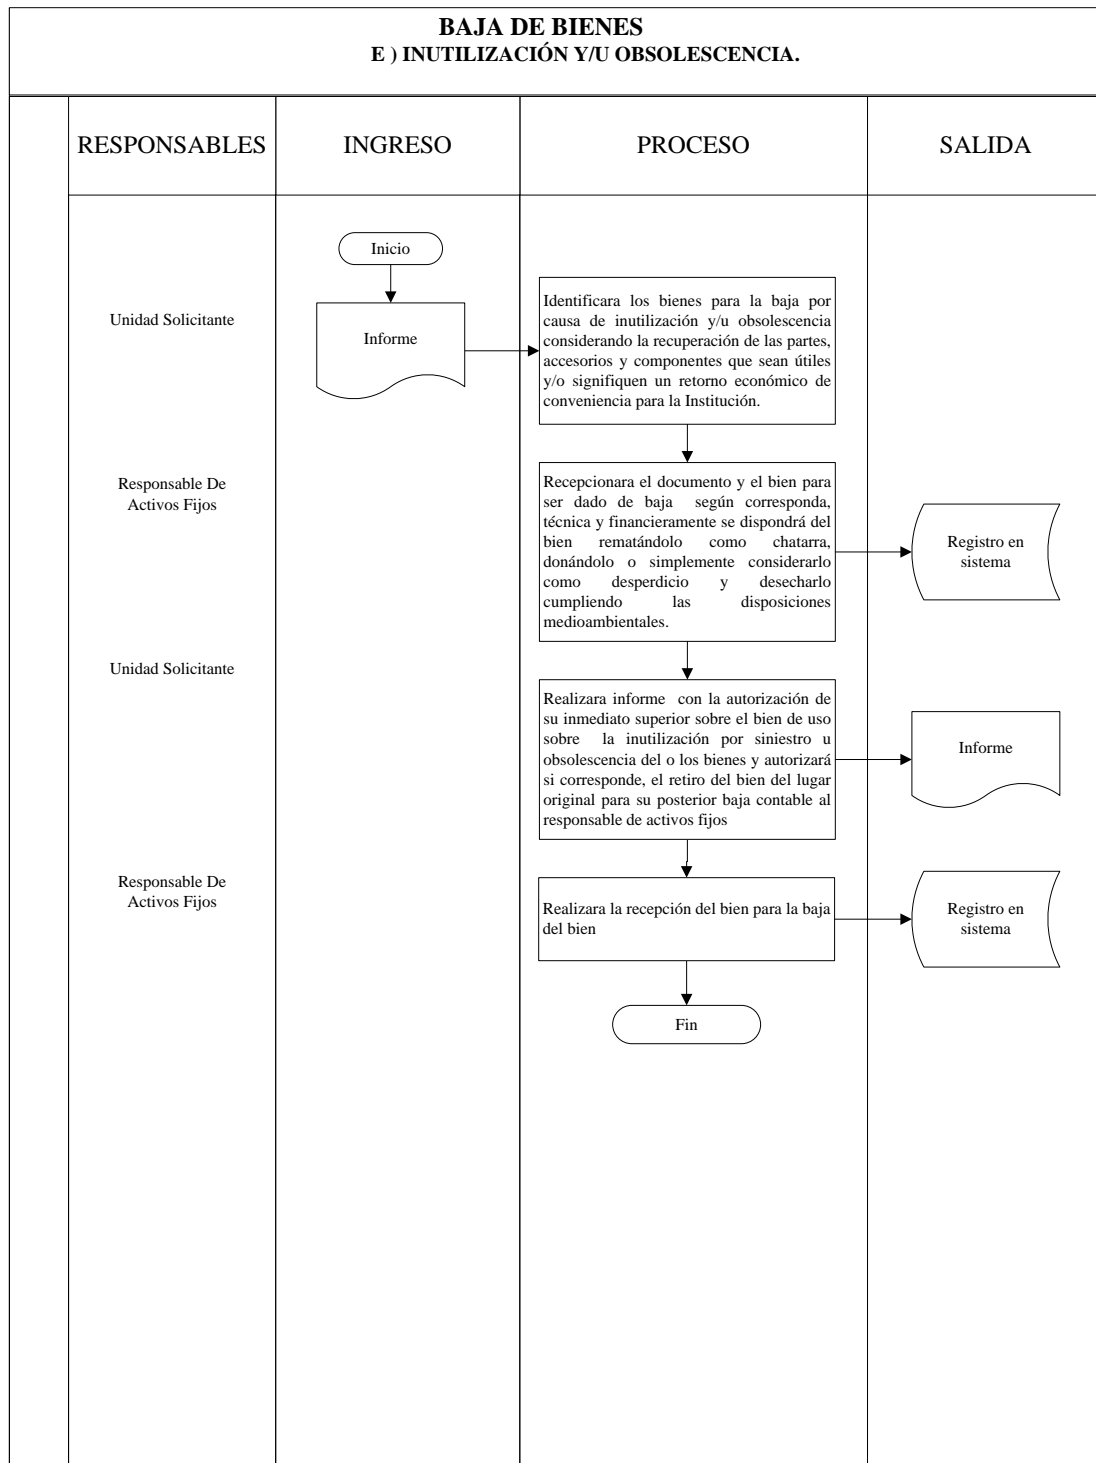 BAJA DE BIENES
E ) INUTILIZACIÓN Y/U OBSOLESCENCIA.
RESPONSABLES
INGRESO
PROCESO
SALIDA
Inicio
Unidad Solicitante
Informe
Identificara los bienes para la baja por
causa de inutilización y/u obsolescencia
considerando la recuperación de las partes,
accesorios y componentes que sean útiles
y/o signifiquen un retorno económico de
conveniencia para la Institución.
Responsable De
Activos Fijos
Recepcionara el documento y el bien para
ser dado de baja según corresponda,
técnica y financieramente se dispondrá del
bien rematándolo como chatarra,
donándolo o simplemente considerarlo
como desperdicio y desecharlo
cumpliendo las disposiciones
medioambientales.
Registro en
sistema
Unidad Solicitante
Realizara informe con la autorización de
su inmediato superior sobre el bien de uso
sobre la inutilización por siniestro u
obsolescencia del o los bienes y autorizará
si corresponde, el retiro del bien del lugar
original para su posterior baja contable al
responsable de activos fijos
Informe
Responsable De
Activos Fijos
Realizara la recepción del bien para la baja
del bien
Registro en
sistema
Fin